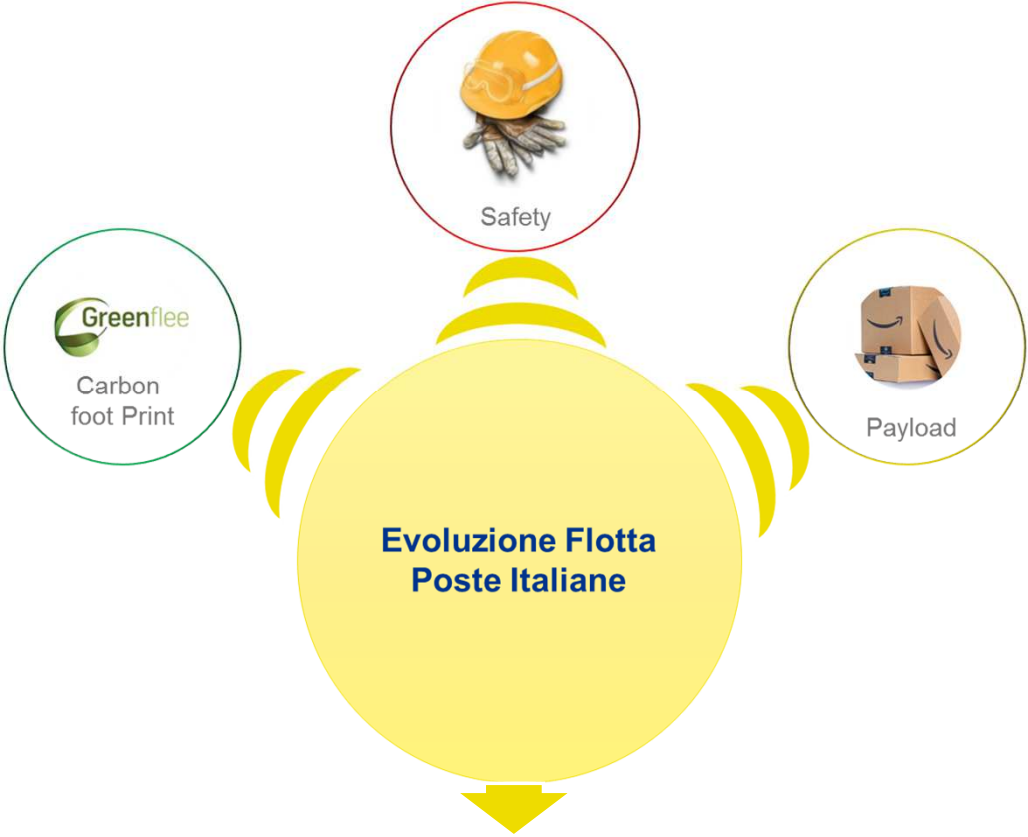 Safety
Greenflee
Carbon
foot Print
Payload
Evoluzione Flotta
Poste Italiane